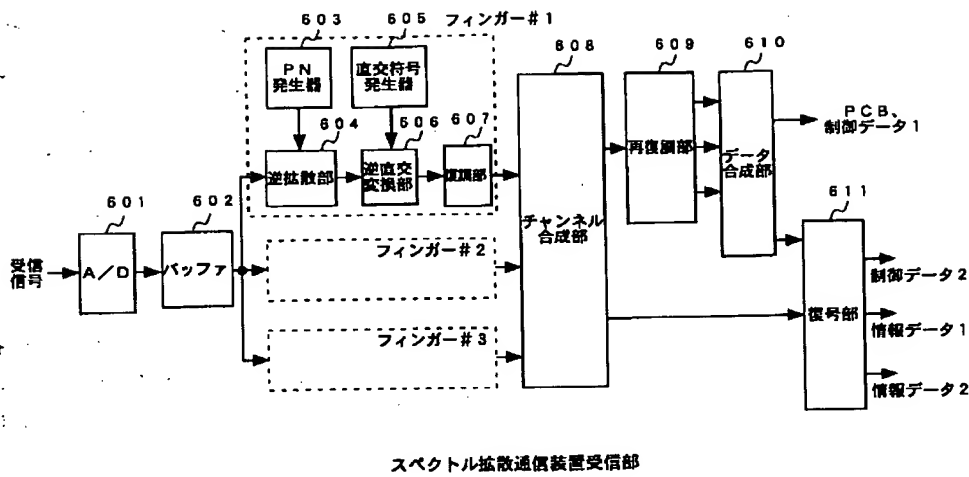 603
605
フィンガー#1
608
609
610
PN
発生器
直交符号
発生器
PCB、
制御データ1
604
606
607
再復調部
データ
合成部
逆拡散部
逆直交
変換部
復調部
601
602
611
チャンネル
合成部
受信
信号
A/D
バッファ
フィンガー#2
制御データ2
復号部
情報データ1
フィンガー#3
情報データ2
スペクトル拡散通信装置受信部